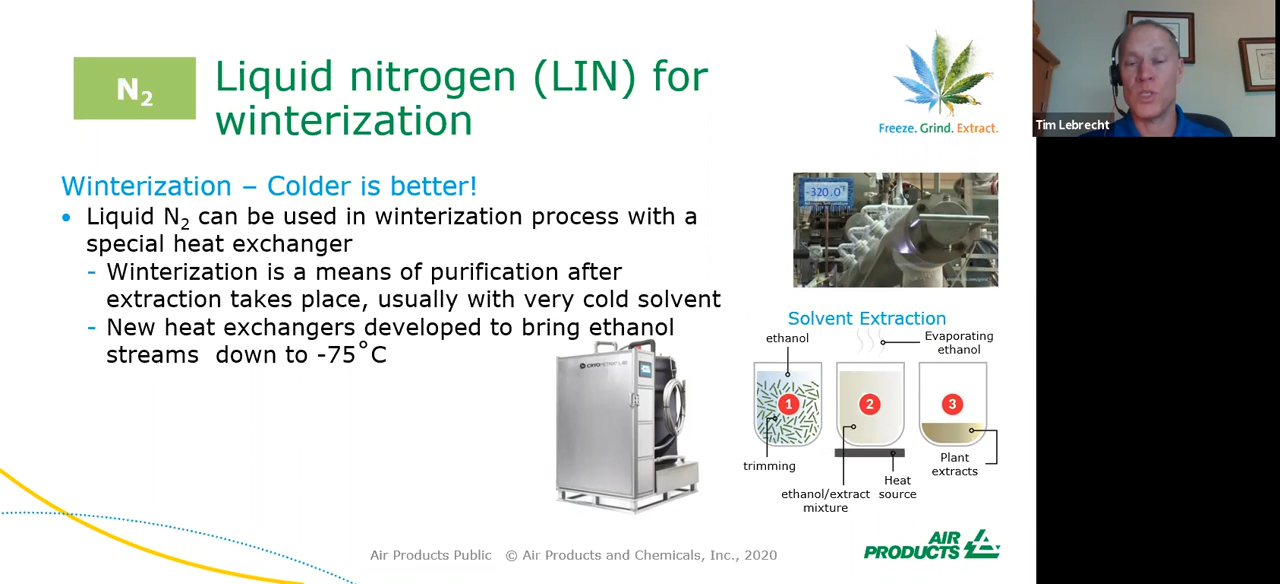 N2
Liquid nitrogen (LIN) for
winterization
Freeze. Grind. Extract.
Tim Lebrecht
Winterization – Colder is better!
• Liquid N2 can be used in winterization process with a
special heat exchanger
- Winterization is a means of purification after
extraction takes place, usually with very cold solvent
- New heat exchangers developed to bring ethanol
streams down to -75˚C
-320.0°F
Solvent Extraction
ethanol
Evaporating
ethanol
1
2
3
trimming
ethanol/extract
mixture
Heat
source
Plant
extracts
AIR
PRODUCTS
Air Products Public © Air Products and Chemicals, Inc., 2020